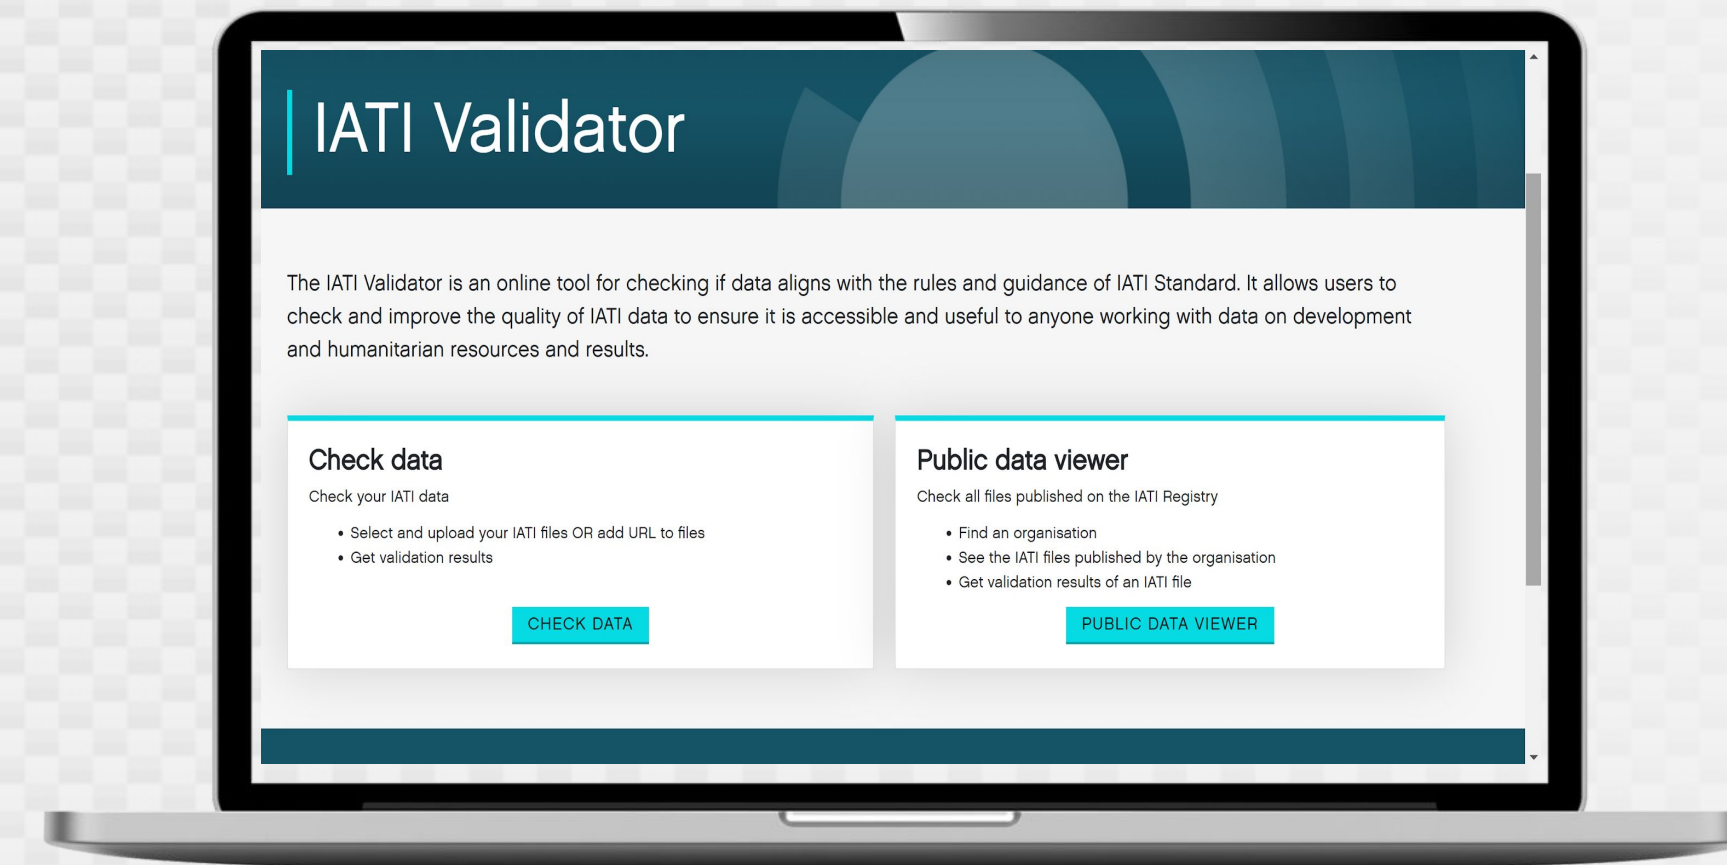 IATI Validator
The IATI Validator is an online tool for checking if data aligns with the rules and guidance of IATI Standard. It allows users to
check and improve the quality of IATI data to ensure it is accessible and useful to anyone working with data on development
and humanitarian resources and results.
Check data
Check your IATI data
• Select and upload your IATI files OR add URL to files
• Get validation results
CHECK DATA
Public data viewer
Check all files published on the IATI Registry
• Find an organisation
• See the IATI files published by the organisation
• Get validation results of an IATI file
PUBLIC DATA VIEWER